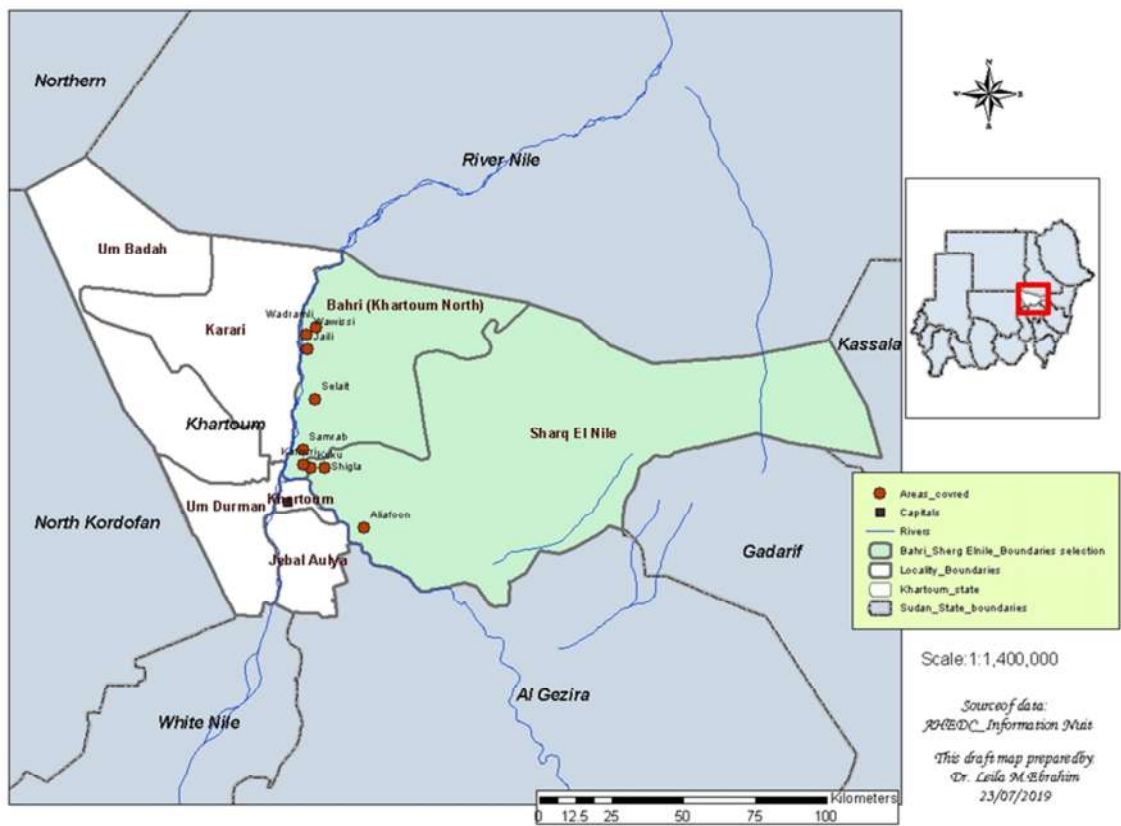 Northern
N
W
E
S
River Nile
Um Badah
Bahri (Khartoum North)
Wadramli
Wawissi
Karari
Jaili
Kassala
Selait
Khartoum
Sharq El Nile
Samrab
Kuku
Shigla
Um Durman
Khartoum
Aliafoon
North Kordofan
Jebal Aulya
Gadarif
White Nile
Al Gezira
Areas_covred
Capitals
Rivers
Bahri_Sherg Elnile_Boundaries selection
Locality_Boundaries
Khartoum_state
Sudan_State_boundaries
Scale:1:1,400,000
Sourceof data:
AHEDC_Information Nuit
This draft map preparedby:
Dr. Leila M.Ebrahim
23/07/2019
Kilometers
0 12.5 25 50 75 100